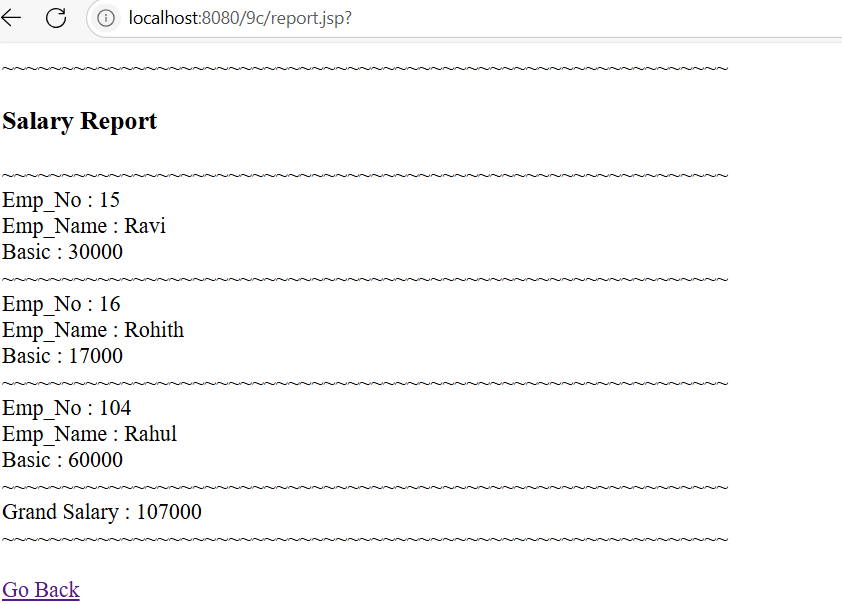 localhost:8080/9c/report.jsp?
~~~~~~~~~~~~~~~~~~~~~~~~~~~~~~~~~~~~~~~~~~~~~~~~~~~~~~~~~~~~~
Salary Report
~~~~~~~~~~~~~~~~~~~~~~~~~~~~~~~~~~~~~~~~~~~~~~~~~~~~~~~~~~~~~
Emp_No : 15
Emp_Name : Ravi
Basic : 30000
~~~~~~~~~~~~~~~~~~~~~~~~~~~~~~~~~~~~~~~~~~~~~~~~~~~~~~~~~~~~~
Emp_No : 16
Emp_Name : Rohith
Basic : 17000
~~~~~~~~~~~~~~~~~~~~~~~~~~~~~~~~~~~~~~~~~~~~~~~~~~~~~~~~~~~~~
Emp_No : 104
Emp_Name : Rahul
Basic : 60000
~~~~~~~~~~~~~~~~~~~~~~~~~~~~~~~~~~~~~~~~~~~~~~~~~~~~~~~~~~~~~
Grand Salary : 107000
~~~~~~~~~~~~~~~~~~~~~~~~~~~~~~~~~~~~~~~~~~~~~~~~~~~~~~~~~~~~~
Go Back